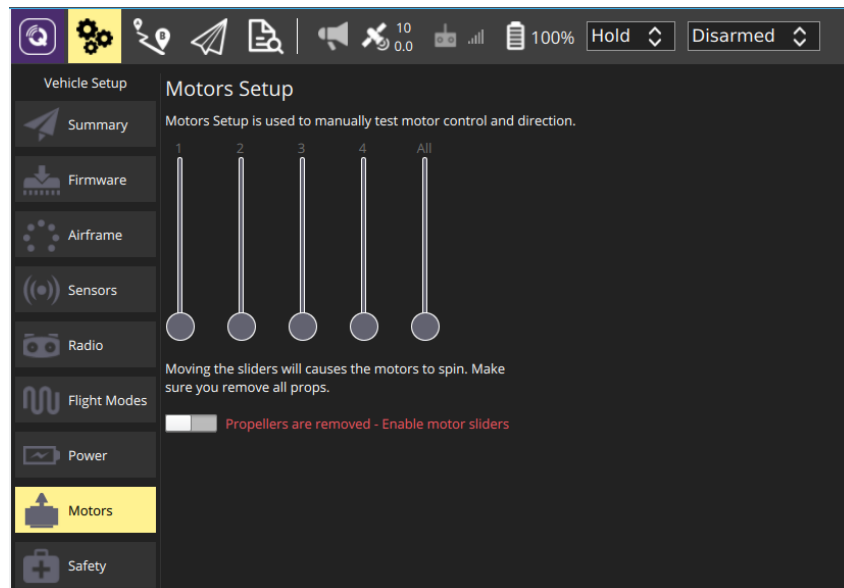 10
0.0
100%
Hold
Disarmed
Vehicle Setup
Summary
Firmware
Airframe
Sensors
Radio
Flight Modes
Power
Motors
Safety
Motors Setup
Motors Setup is used to manually test motor control and direction.
1 2 3 4 All
Moving the sliders will causes the motors to spin. Make
sure you remove all props.
Propellers are removed - Enable motor sliders